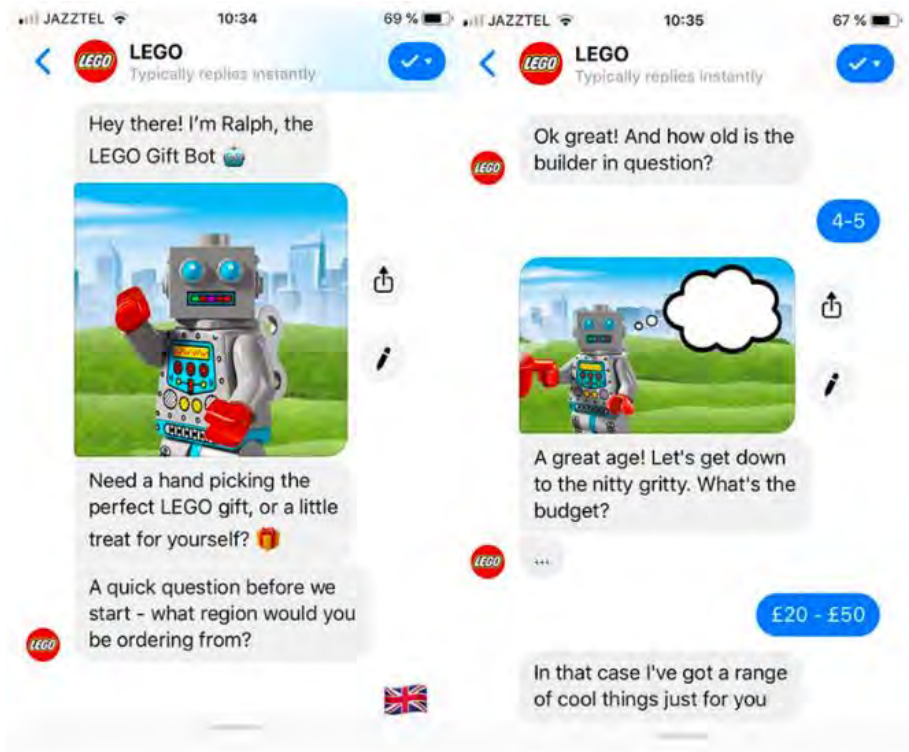 JAZZTEL 10:34 69 %
LEGO
LEGO
Typically replies instantly
Hey there! I'm Ralph, the
LEGO Gift Bot 🤖
Need a hand picking the
perfect LEGO gift, or a little
treat for yourself? 🎁
A quick question before we
start - what region would you
be ordering from?
LEGO
🇬🇧
JAZZTEL 10:35 67 %
LEGO
LEGO
Typically replies instantly
Ok great! And how old is the
builder in question?
LEGO
4-5
A great age! Let's get down
to the nitty gritty. What's the
budget?
LEGO
...
£20 - £50
In that case I've got a range
of cool things just for you